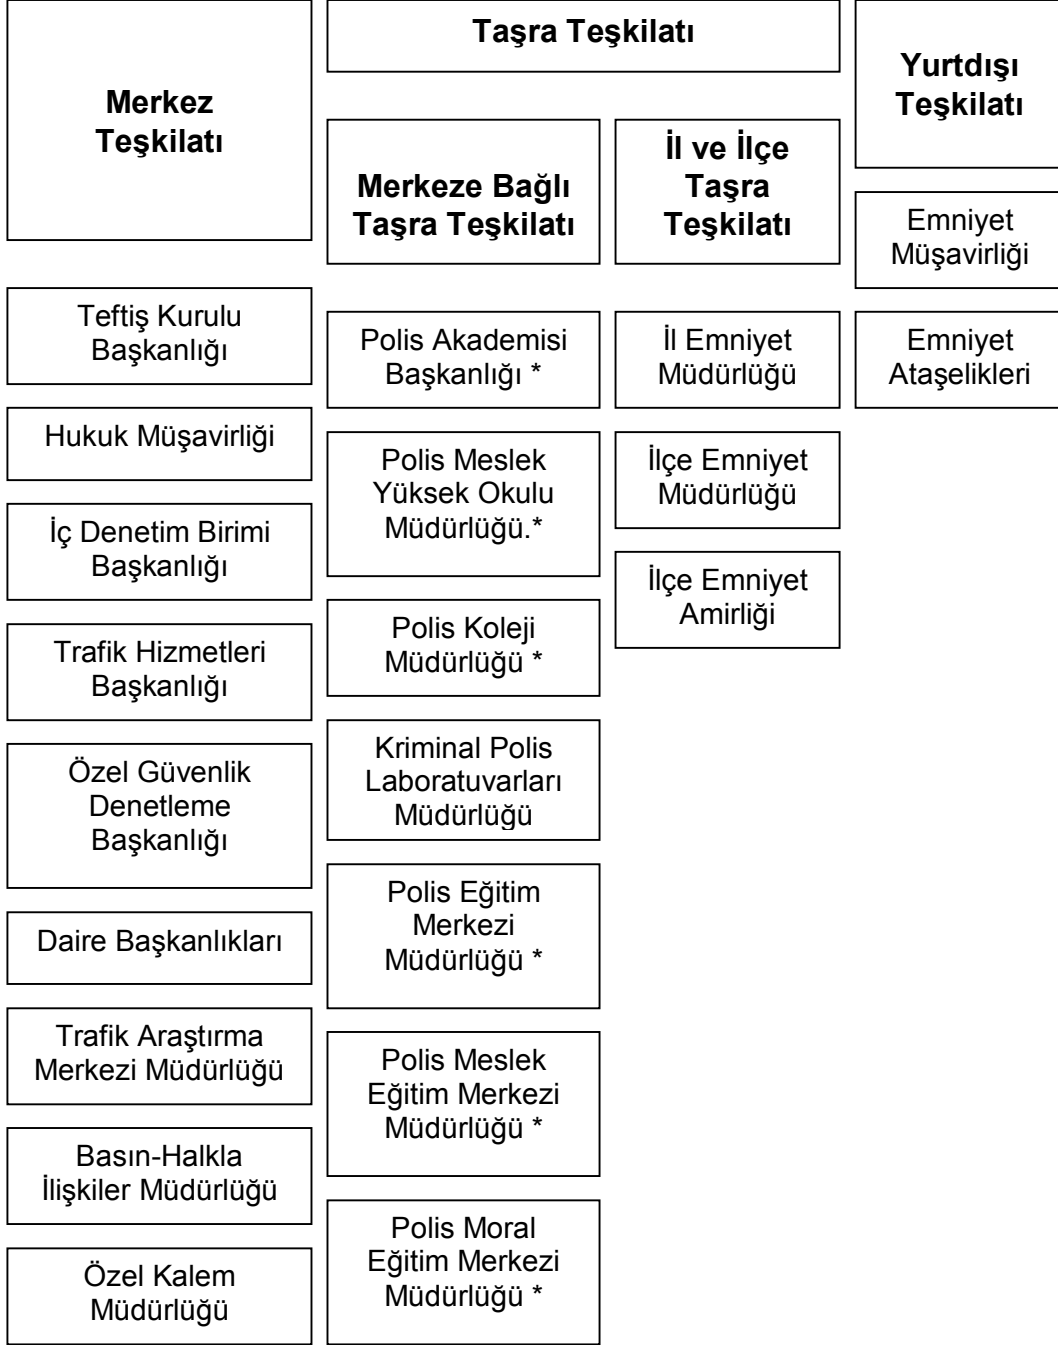 Merkez
Teşkilatı
Teftiş Kurulu
Başkanlığı
Hukuk Müşavirliği
İç Denetim Birimi
Başkanlığı
Trafik Hizmetleri
Başkanlığı
Özel Güvenlik
Denetleme
Başkanlığı
Daire Başkanlıkları
Trafik Araştırma
Merkezi Müdürlüğü
Basın-Halkla
İlişkiler Müdürlüğü
Özel Kalem
Müdürlüğü
Taşra Teşkilatı
Merkeze Bağlı
Taşra Teşkilatı
Polis Akademisi
Başkanlığı *
Polis Meslek
Yüksek Okulu
Müdürlüğü.*
Polis Koleji
Müdürlüğü *
Kriminal Polis
Laboratuvarları
Müdürlüğü
Polis Eğitim
Merkezi
Müdürlüğü *
Polis Meslek
Eğitim Merkezi
Müdürlüğü *
Polis Moral
Eğitim Merkezi
Müdürlüğü *
İl ve İlçe
Taşra
Teşkilatı
İl Emniyet
Müdürlüğü
İlçe Emniyet
Müdürlüğü
İlçe Emniyet
Amirliği
Yurtdışı
Teşkilatı
Emniyet
Müşavirliği
Emniyet
Ataşelikleri